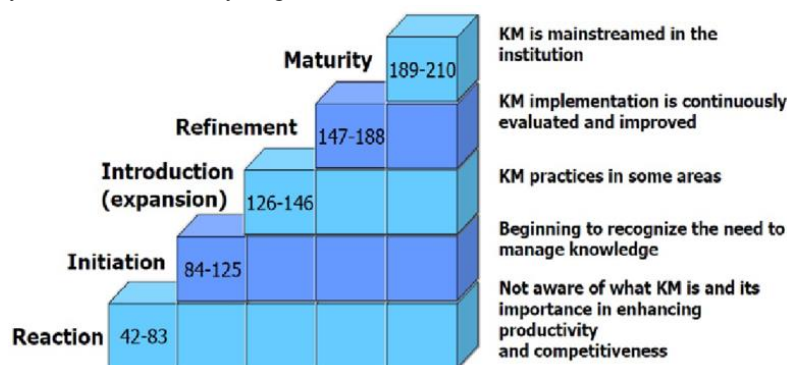 Maturity
189-210
KM is mainstreamed in the
institution
Refinement
147-188
KM implementation is continuously
evaluated and improved
Introduction
(expansion)
126-146
KM practices in some areas
Initiation
84-125
Beginning to recognize the need to
manage knowledge
Reaction
42-83
Not aware of what KM is and its
importance in enhancing
productivity
and competitiveness